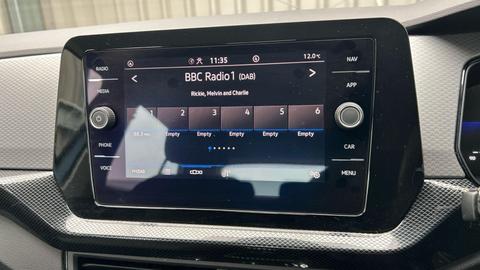 RADIO
MEDIA
PHONE
VOICE
11:35
12.0°C
BBC Radio1 (DAB)
Rickie, Melvin and Charlie
1 2 3 4 5 6
Empty Empty Empty Empty Empty
NAV
APP
CAR
MENU